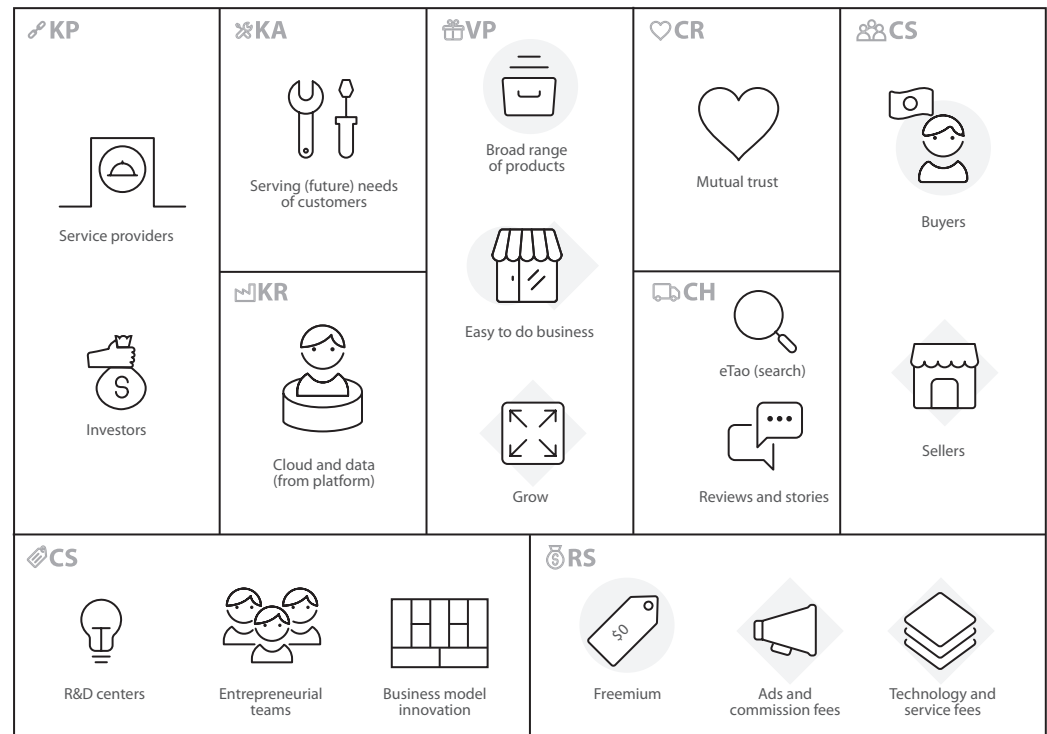 KP
Service providers
Investors
KA
Serving (future) needs
of customers
KR
Cloud and data
(from platform)
VP
Broad range
of products
Easy to do business
Grow
CR
Mutual trust
CH
eTao (search)
Reviews and stories
CS
Buyers
Sellers
CS
R&D centers
Entrepreneurial
teams
Business model
innovation
RS
$0
Freemium
Ads and
commission fees
Technology and
service fees